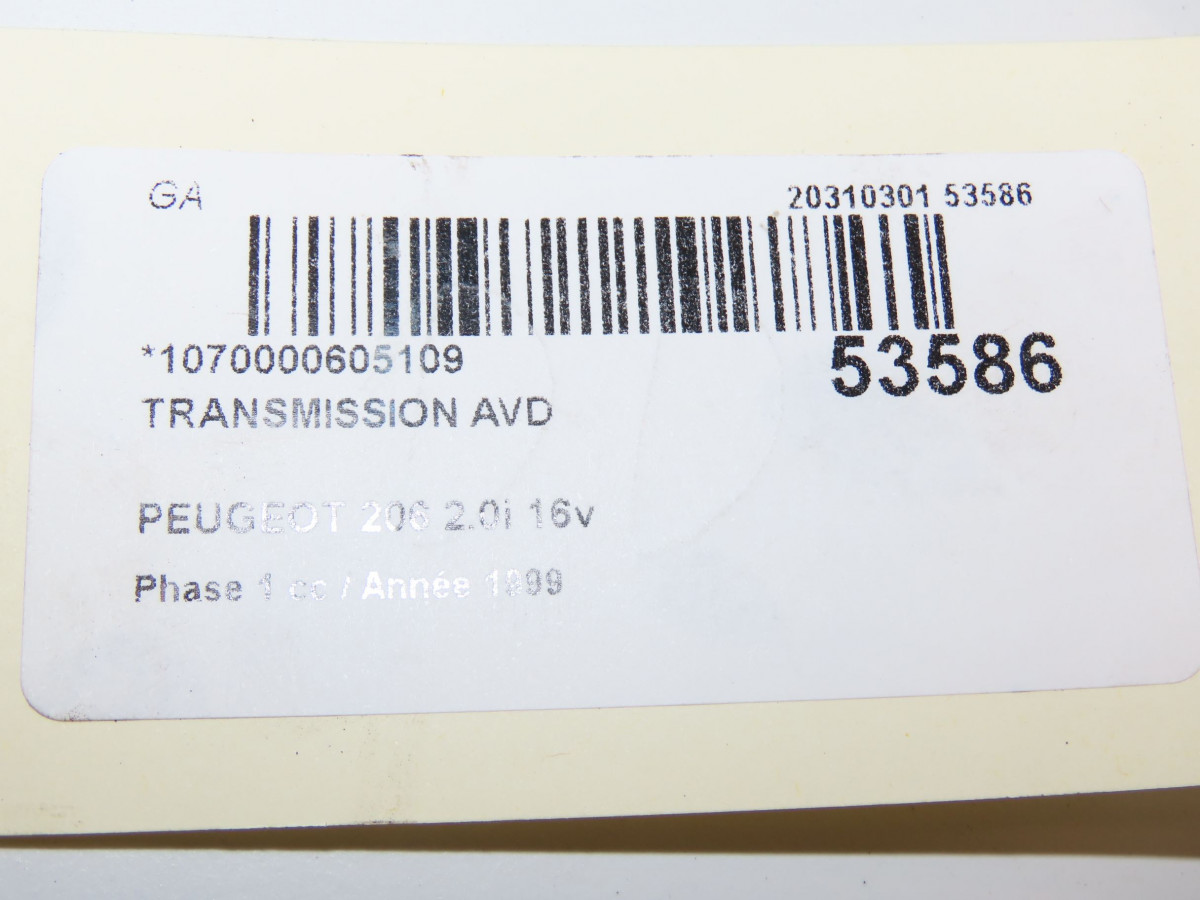 GA 20310301 53586
*1070000605109 53586
TRANSMISSION AVD
PEUGEOT 206 2.0i 16v
Phase 1 cc / Année 1999